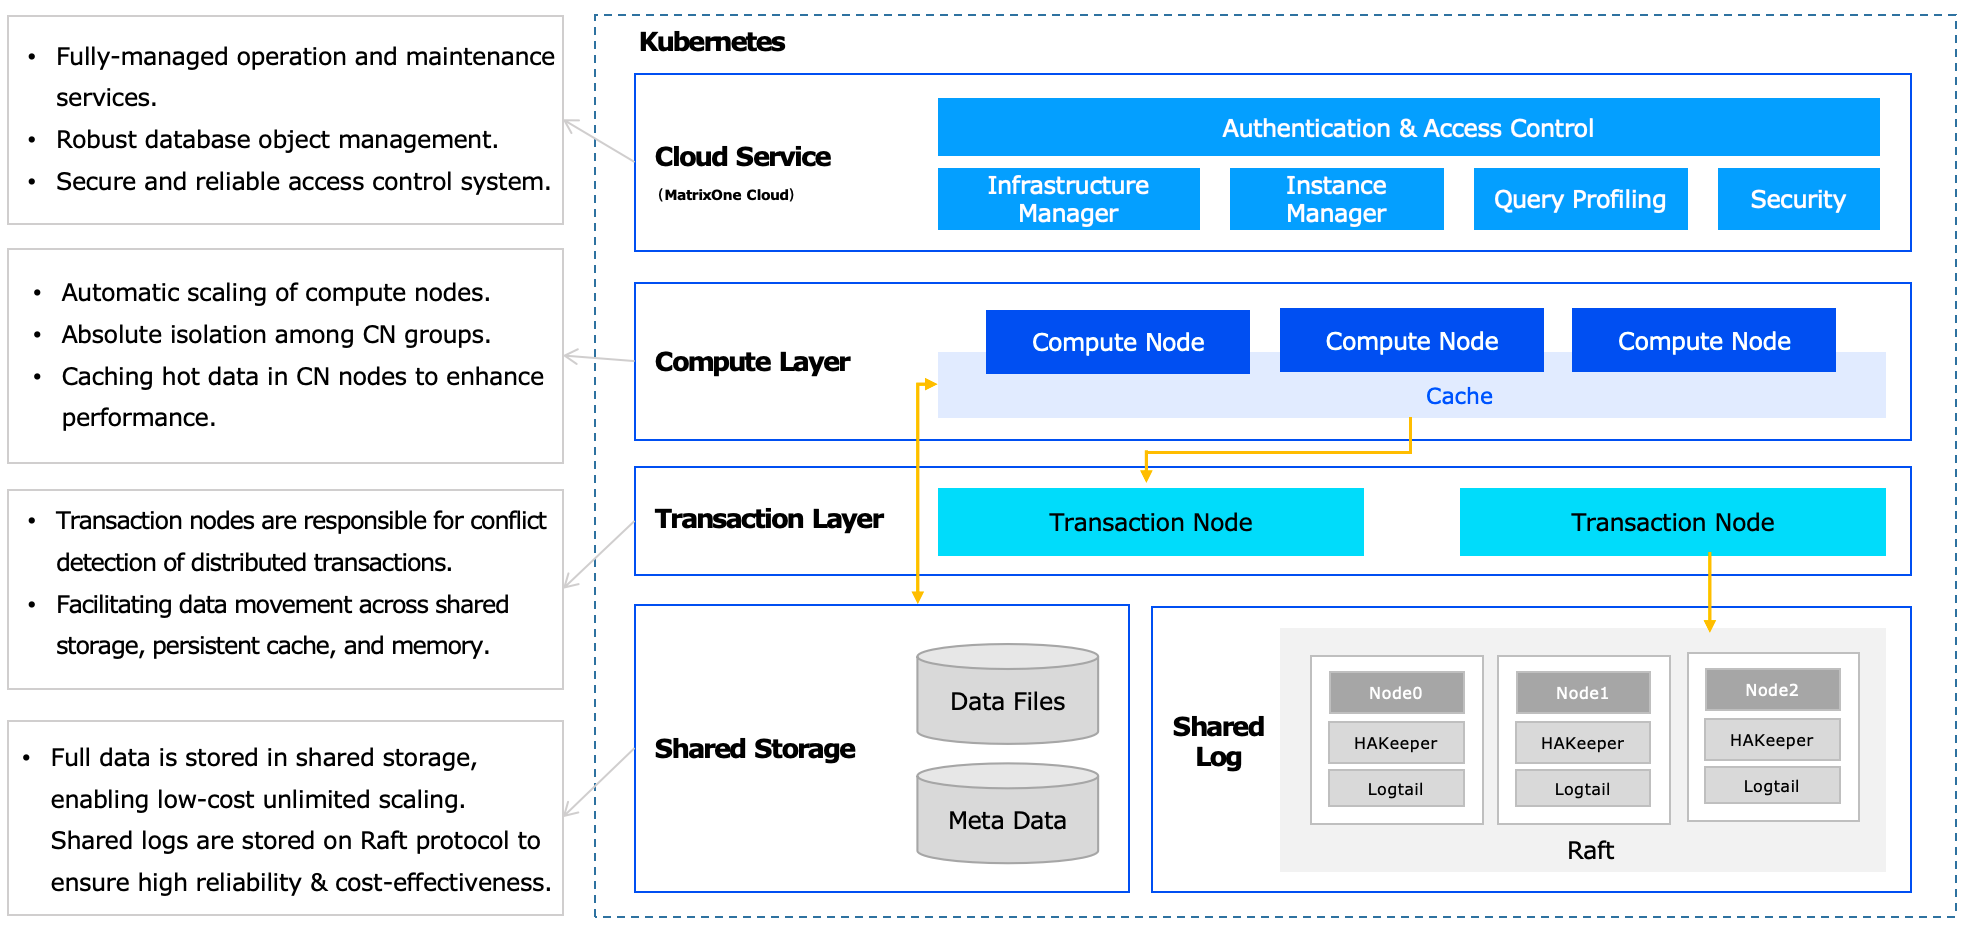 • Fully-managed operation and maintenance
services.
• Robust database object management.
• Secure and reliable access control system.
• Automatic scaling of compute nodes.
• Absolute isolation among CN groups.
• Caching hot data in CN nodes to enhance
performance.
• Transaction nodes are responsible for conflict
detection of distributed transactions.
• Facilitating data movement across shared
storage, persistent cache, and memory.
• Full data is stored in shared storage,
enabling low-cost unlimited scaling.
Shared logs are stored on Raft protocol to
ensure high reliability & cost-effectiveness.
Kubernetes
Cloud Service
(MatrixOne Cloud)
Authentication & Access Control
Infrastructure
Manager
Instance
Manager
Query Profiling
Security
Compute Layer
Compute Node
Compute Node
Compute Node
Cache
Transaction Layer
Transaction Node
Transaction Node
Shared Storage
Data Files
Meta Data
Shared
Log
Node0
HAKeeper
Logtail
Node1
HAKeeper
Logtail
Node2
HAKeeper
Logtail
Raft